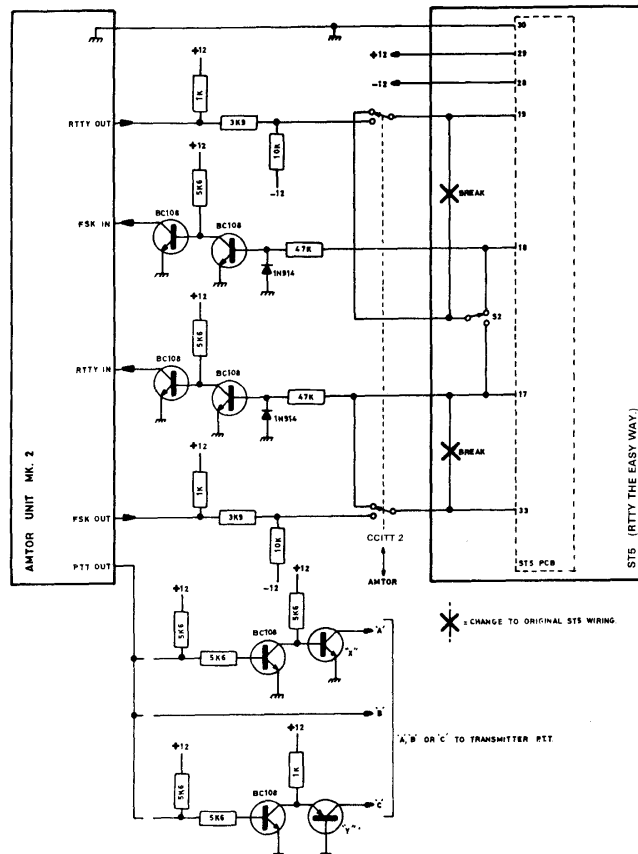 AMTOR UNIT MK. 2
ST5 (RTTY THE EASY WAY.)
30
+12
29
-12
28
+12
1K
RTTY OUT
3K9
19
10K
-12
+12
5K6
BREAK
FSK IN
BC108
BC108
47K
18
1N914
S2
+12
5K6
BC108
BC108
RTTY IN
47K
17
1N914
+12
1K
BREAK
FSK OUT
3K9
33
10K
-12
CCITT 2
AMTOR
ST5 PCB
PTT OUT
+12
5K6
+12
5K6
5K6
BC108
"X"
'A'
= CHANGE TO ORIGINAL ST5 WIRING.
'B'
'A', 'B' OR 'C' TO TRANSMITTER P.T.T.
+12
5K6
+12
1K
5K6
BC108
"Y"
'C'